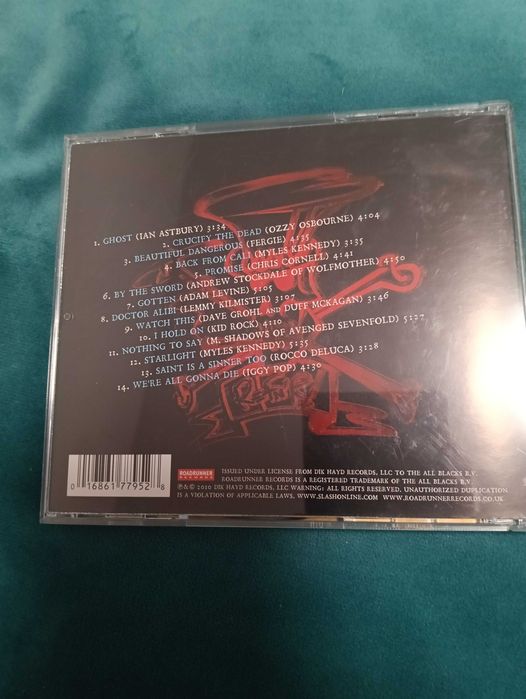 1. GHOST (IAN ASTBURY) 3:34
2. CRUCIFY THE DEAD (OZZY OSBOURNE) 4:04
3. BEAUTIFUL DANGEROUS (FERGIE) 4:35
4. BACK FROM CALI (MYLES KENNEDY) 3:35
5. PROMISE (CHRIS CORNELL) 4:41
6. BY THE SWORD (ANDREW STOCKDALE OF WOLFMOTHER) 4:50
7. GOTTEN (ADAM LEVINE) 5:05
8. DOCTOR ALIBI (LEMMY KILMISTER) 3:07
9. WATCH THIS (DAVE GROHL AND DUFF MCKAGAN) 3:46
10. I HOLD ON (KID ROCK) 4:10
11. NOTHING TO SAY (M. SHADOWS OF AVENGED SEVENFOLD) 5:27
12. STARLIGHT (MYLES KENNEDY) 5:35
13. SAINT IS A SINNER TOO (ROCCO DELUCA) 3:28
14. WE'RE ALL GONNA DIE (IGGY POP) 4:30
0 16861 77952 8
ROADRUNNER
RECORDS
ISSUED UNDER LICENSE FROM DIK HAYD RECORDS, LLC TO THE ALL BLACKS B.V.
ROADRUNNER RECORDS IS A REGISTERED TRADEMARK OF THE ALL BLACKS B.V.
℗&© 2010 DIK HAYD RECORDS, LLC WARNING: ALL RIGHTS RESERVED. UNAUTHORIZED DUPLICATION
IS A VIOLATION OF APPLICABLE LAWS. WWW.SLASHONLINE.COM WWW.ROADRUNNERRECORDS.CO.UK